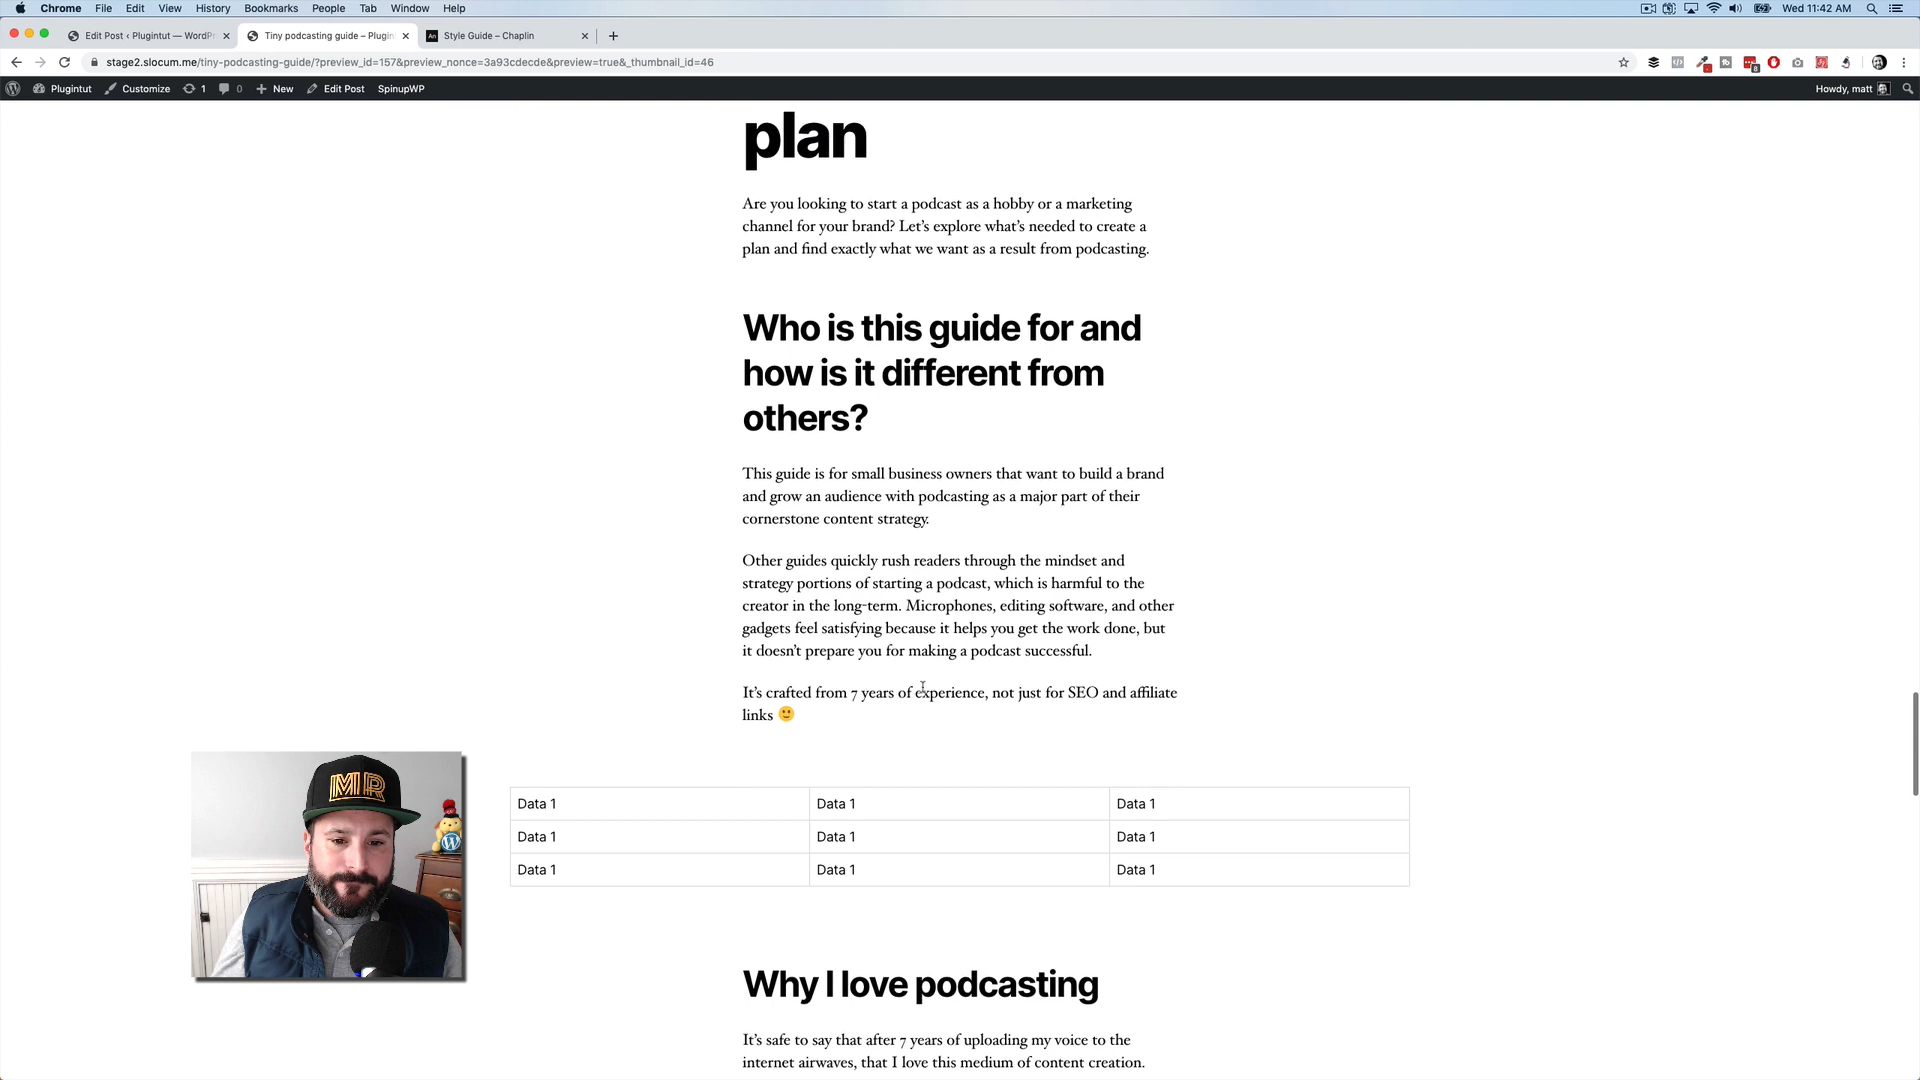 Chrome File Edit View History Bookmarks People Tab Window Help Wed 11:42 AM
Edit Post ‹ Plugintut — WordPr Tiny podcasting guide – Plugin Style Guide – Chaplin
stage2.slocum.me/tiny-podcasting-guide/?preview_id=157&preview_nonce=3a93cdecde&preview=true&_thumbnail_id=46
Plugintut Customize 1 0 New Edit Post SpinupWP Howdy, matt
plan
Are you looking to start a podcast as a hobby or a marketing
channel for your brand? Let’s explore what’s needed to create a
plan and find exactly what we want as a result from podcasting.
Who is this guide for and
how is it different from
others?
This guide is for small business owners that want to build a brand
and grow an audience with podcasting as a major part of their
cornerstone content strategy.
Other guides quickly rush readers through the mindset and
strategy portions of starting a podcast, which is harmful to the
creator in the long-term. Microphones, editing software, and other
gadgets feel satisfying because it helps you get the work done, but
it doesn’t prepare you for making a podcast successful.
It’s crafted from 7 years of experience, not just for SEO and affiliate
links 🙂
MR
Data 1 Data 1 Data 1
Data 1 Data 1 Data 1
Data 1 Data 1 Data 1
Why I love podcasting
It’s safe to say that after 7 years of uploading my voice to the
internet airwaves, that I love this medium of content creation.